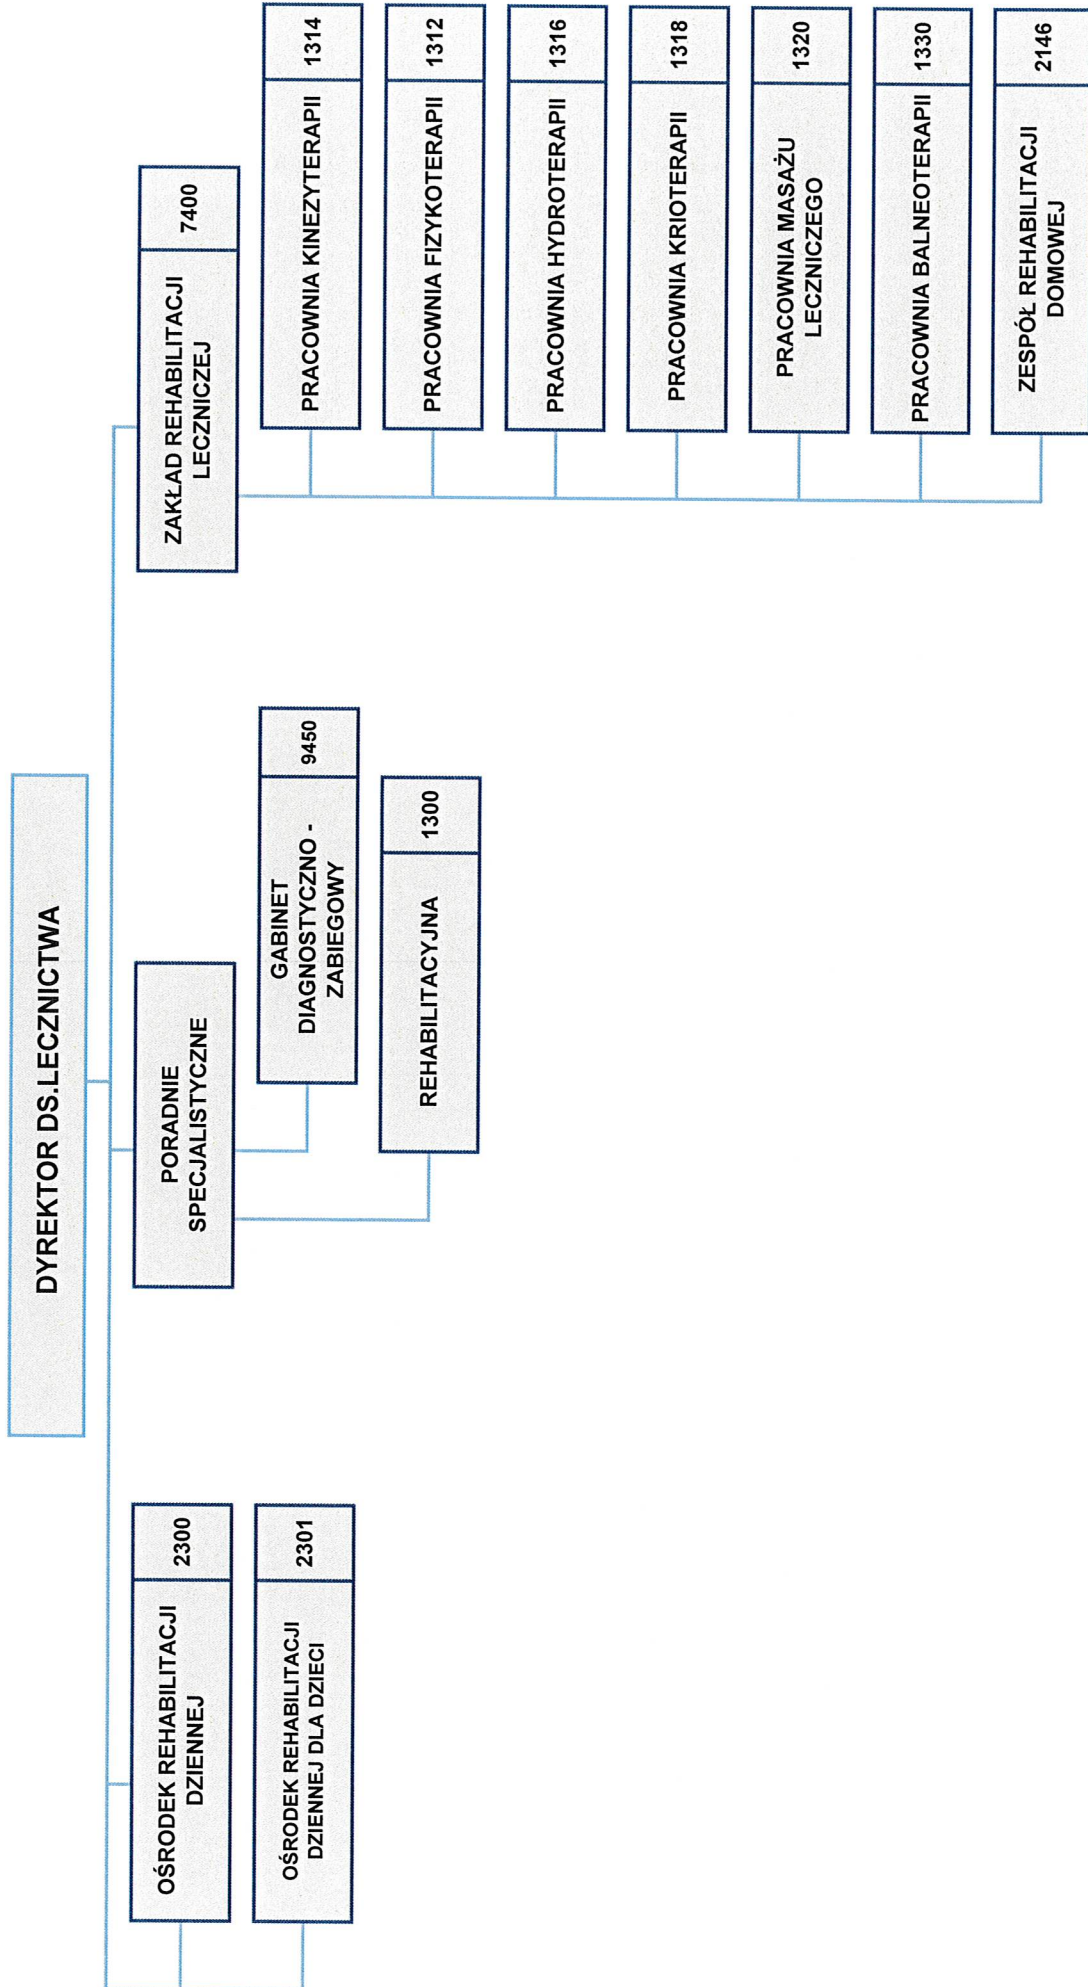 DYREKTOR DS.LECZNICTWA
OŚRODEK REHABILITACJI
DZIENNEJ
2300
OŚRODEK REHABILITACJI
DZIENNEJ DLA DZIECI
2301
PORADNIE
SPECJALISTYCZNE
GABINET
DIAGNOSTYCZNO -
ZABIEGOWY
9450
REHABILITACYJNA
1300
ZAKŁAD REHABILITACJI
LECZNICZEJ
7400
PRACOWNIA KINEZYTERAPII
1314
PRACOWNIA FIZYKOTERAPII
1312
PRACOWNIA HYDROTERAPII
1316
PRACOWNIA KRIOTERAPII
1318
PRACOWNIA MASAŻU
LECZNICZEGO
1320
PRACOWNIA BALNEOTERAPII
1330
ZESPÓŁ REHABILITACJI
DOMOWEJ
2146